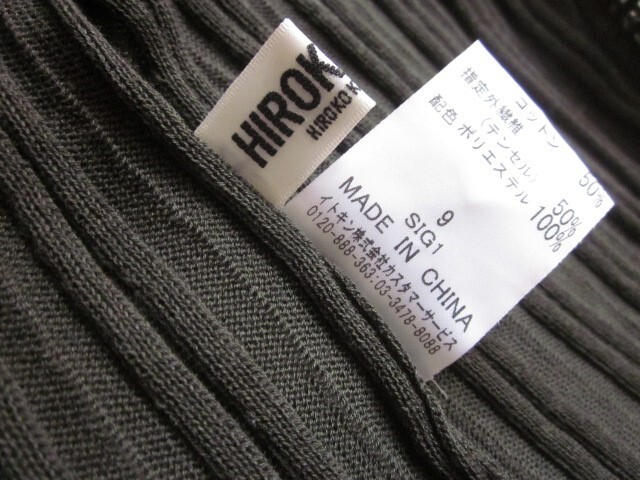 HIROK
HIROKO K
コットン 50%
指定外繊維
(テンセル) 50%
配色 ポリエステル 100%
9
SIG1
MADE IN CHINA
イトキン株式会社カスタマーサービス
0120-888-363:03-3478-8088